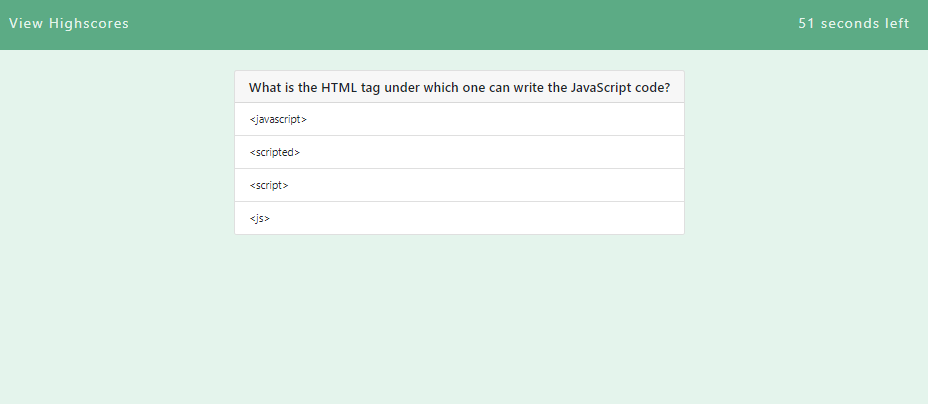 View Highscores
51 seconds left
What is the HTML tag under which one can write the JavaScript code?
<javascript>
<scripted>
<script>
<js>